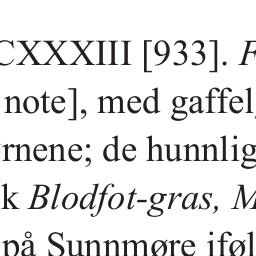 CXXXIII [933]. F
note], med gaffel
rnene; de hunnlig
k Blodfot-gras, M
på Sunnmøre iføl